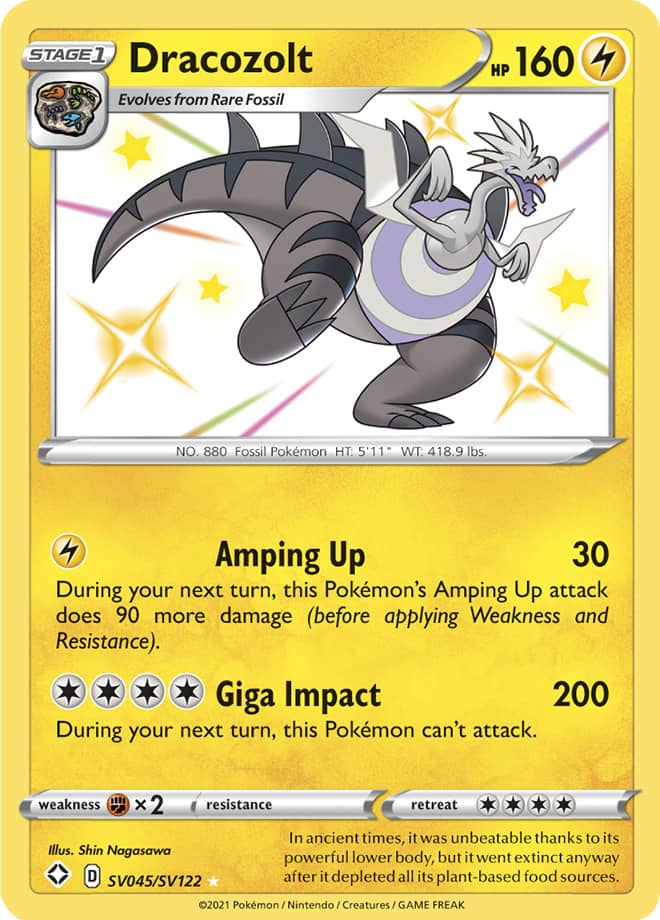 STAGE 1
Dracozolt
HP 160
Evolves from Rare Fossil
NO. 880 Fossil Pokémon HT: 5'11" WT: 418.9 lbs.
Amping Up 30
During your next turn, this Pokémon's Amping Up attack
does 90 more damage (before applying Weakness and
Resistance).
Giga Impact 200
During your next turn, this Pokémon can't attack.
weakness ×2 resistance retreat
Illus. Shin Nagasawa
D SV045/SV122
In ancient times, it was unbeatable thanks to its
powerful lower body, but it went extinct anyway
after it depleted all its plant-based food sources.
©2021 Pokémon / Nintendo / Creatures / GAME FREAK